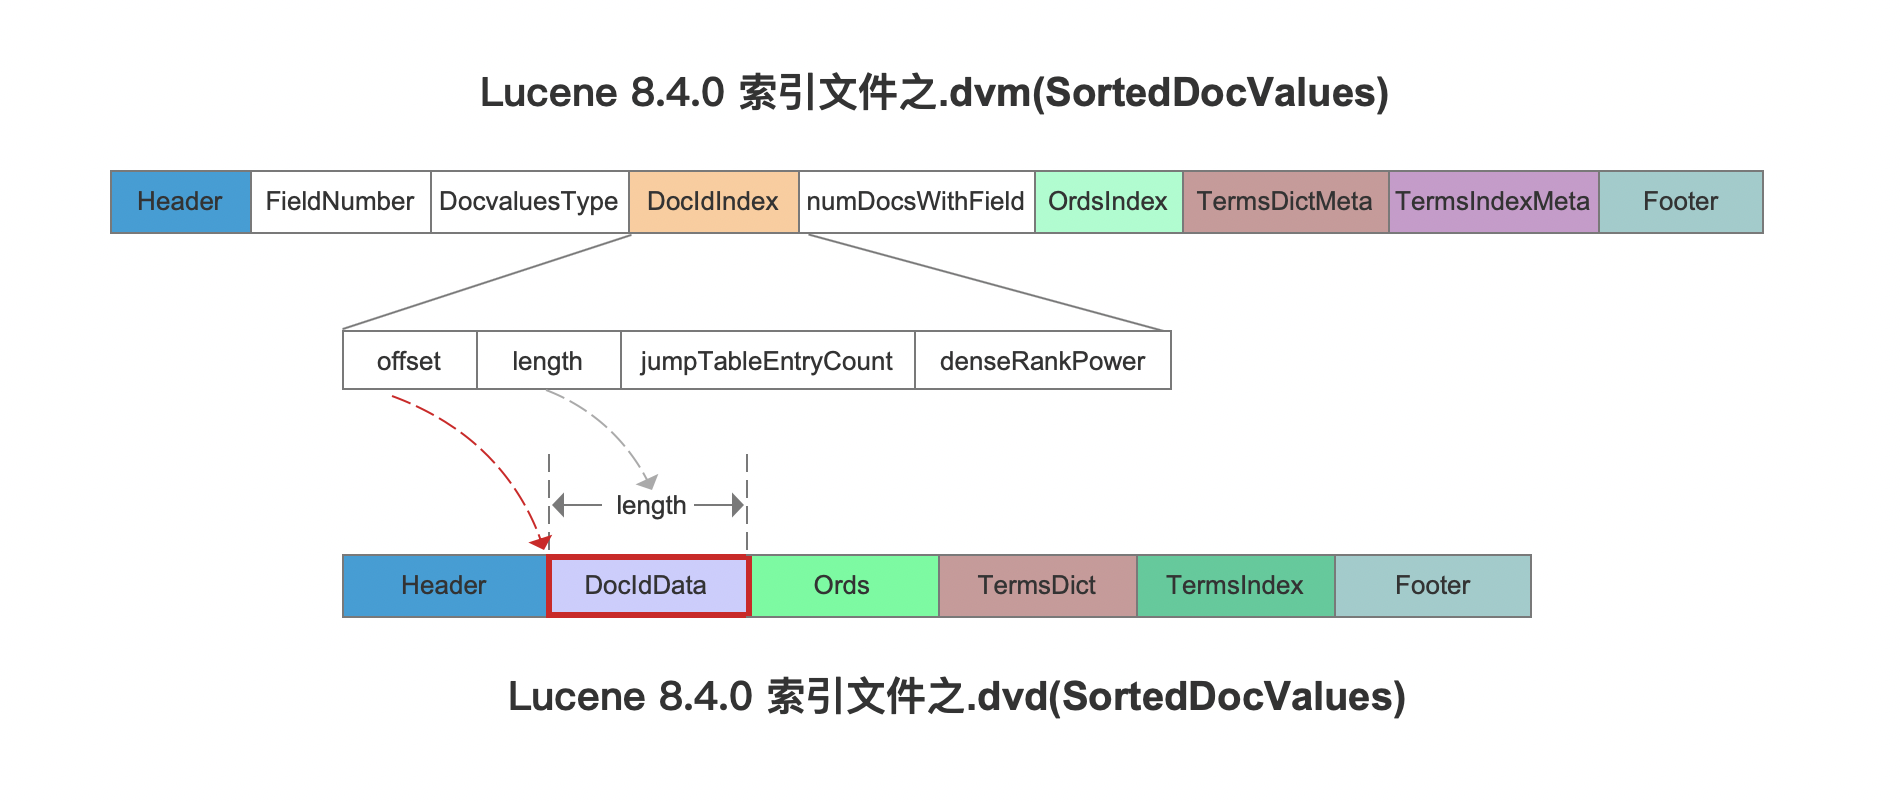 Lucene 8.4.0 索引文件之.dvm(SortedDocValues)
Header FieldNumber DocvaluesType DocIdIndex numDocsWithField OrdsIndex TermsDictMeta TermsIndexMeta Footer
offset length jumpTableEntryCount denseRankPower
length
Header DocIdData Ords TermsDict TermsIndex Footer
Lucene 8.4.0 索引文件之.dvd(SortedDocValues)